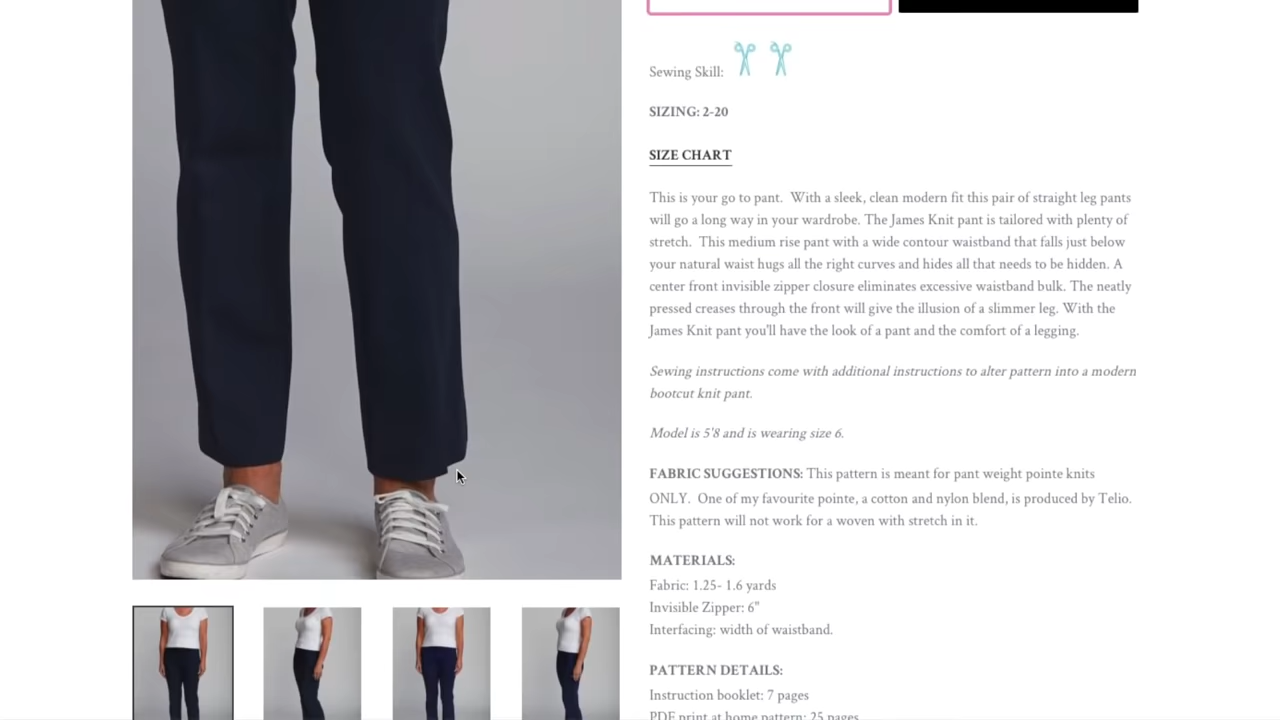 Sewing Skill:
SIZING: 2-20
SIZE CHART
This is your go to pant.  With a sleek, clean modern fit this pair of straight leg pants
will go a long way in your wardrobe. The James Knit pant is tailored with plenty of
stretch.  This medium rise pant with a wide contour waistband that falls just below
your natural waist hugs all the right curves and hides all that needs to be hidden. A
center front invisible zipper closure eliminates excessive waistband bulk. The neatly
pressed creases through the front will give the illusion of a slimmer leg. With the
James Knit pant you'll have the look of a pant and the comfort of a legging.
Sewing instructions come with additional instructions to alter pattern into a modern
bootcut knit pant.
Model is 5'8 and is wearing size 6.
FABRIC SUGGESTIONS: This pattern is meant for pant weight pointe knits
ONLY.  One of my favourite pointe, a cotton and nylon blend, is produced by Telio.
This pattern will not work for a woven with stretch in it.
MATERIALS:
Fabric: 1.25- 1.6 yards
Invisible Zipper: 6"
Interfacing: width of waistband.
PATTERN DETAILS:
Instruction booklet: 7 pages
PDF print at home pattern: 25 pages